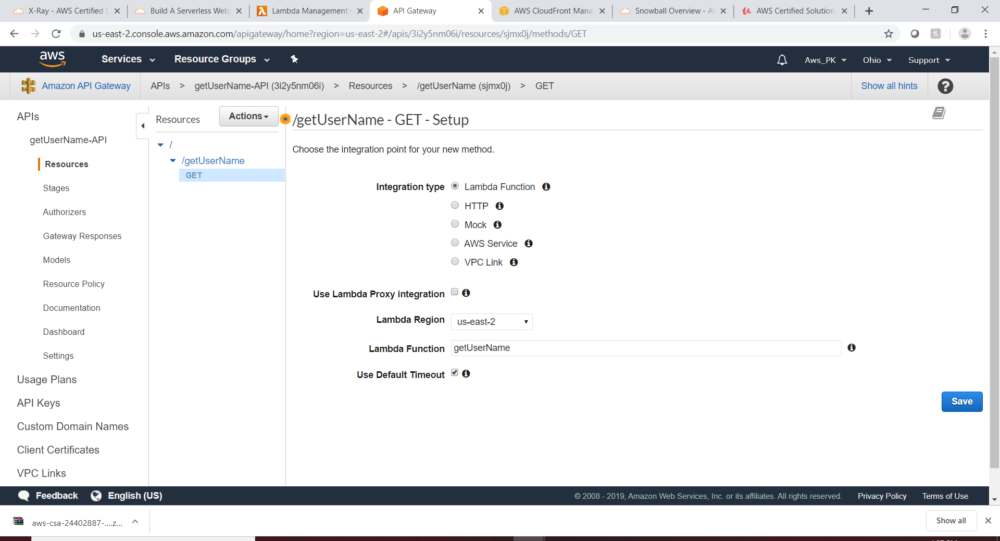 X-Ray - AWS Certified D
Build A Serverless Web
Lambda Management C
API Gateway
AWS CloudFront Mana
Snowball Overview - A
AWS Certified Solution
us-east-2.console.aws.amazon.com/apigateway/home?region=us-east-2#/apis/3i2y5nm06i/resources/sjmx0j/methods/GET
aws
Services
Resource Groups
Aws_PK
Ohio
Support
Amazon API Gateway
APIs > getUserName-API (3i2y5nm06i) > Resources > /getUserName (sjmx0j) > GET
Show all hints
?
APIs
getUserName-API
Resources
Stages
Authorizers
Gateway Responses
Models
Resource Policy
Documentation
Dashboard
Settings
Usage Plans
API Keys
Custom Domain Names
Client Certificates
VPC Links
Resources
Actions
/
/getUserName
GET
/getUserName - GET - Setup
Choose the integration point for your new method.
Integration type
Lambda Function
HTTP
Mock
AWS Service
VPC Link
Use Lambda Proxy integration
Lambda Region
us-east-2
Lambda Function
getUserName
Use Default Timeout
Save
Feedback
English (US)
© 2008 - 2019, Amazon Web Services, Inc. or its affiliates. All rights reserved.
Privacy Policy
Terms of Use
aws-csa-24402887-....z...
Show all